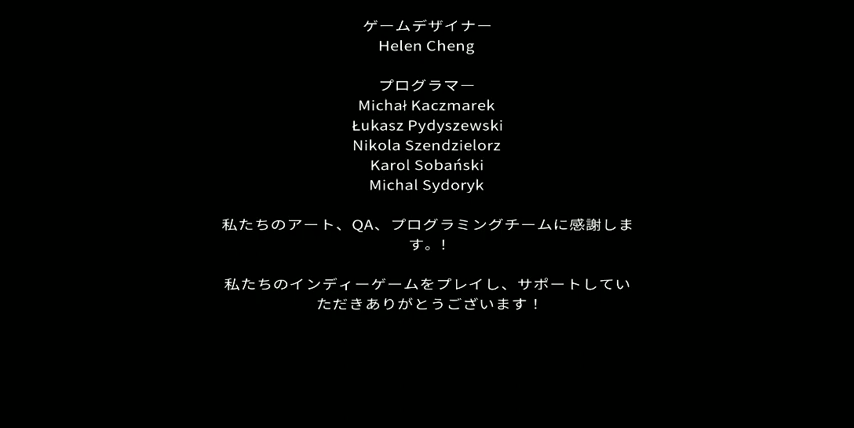 ゲームデザイナー
Helen Cheng
プログラマー
Michał Kaczmarek
Łukasz Pydyszewski
Nikola Szendzielorz
Karol Sobański
Michal Sydoryk
私たちのアート、QA、プログラミングチームに感謝しま
す。!
私たちのインディーゲームをプレイし、サポートしてい
ただきありがとうございます！